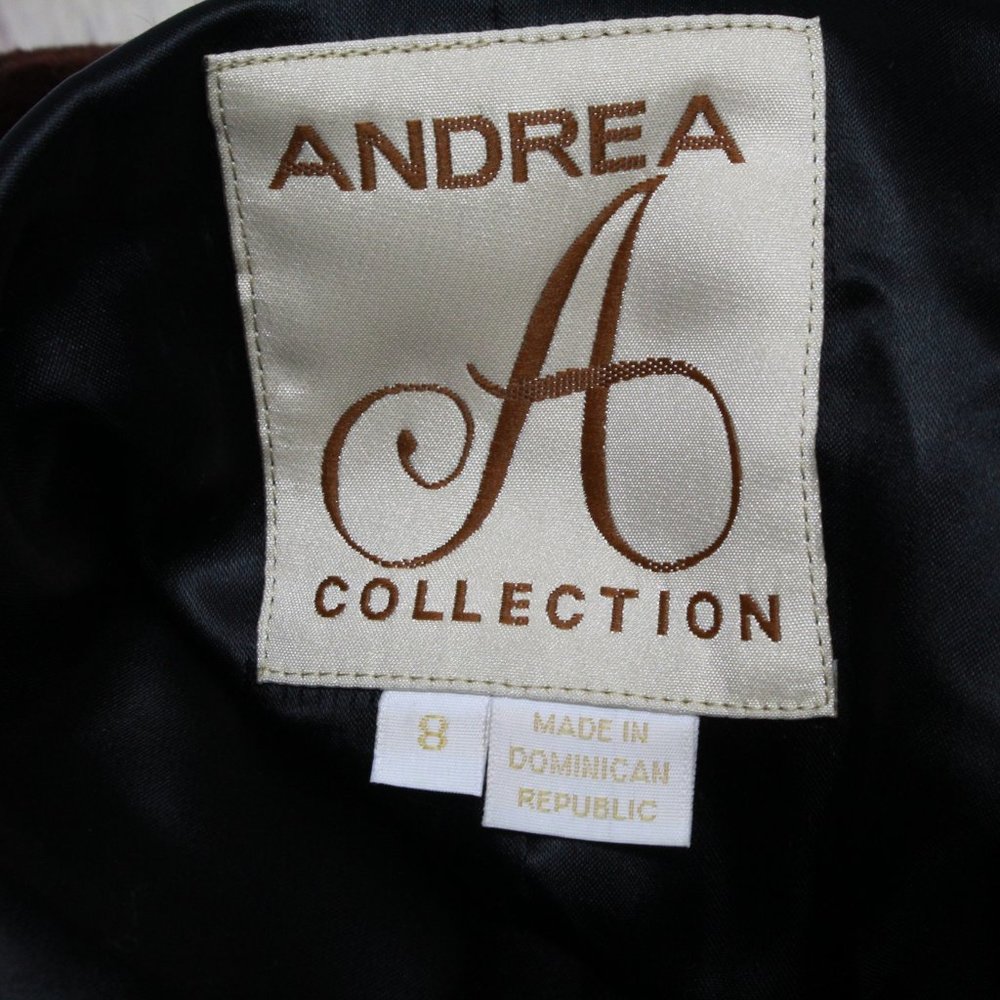 ANDREA
A
COLLECTION
8
MADE IN
DOMINICAN
REPUBLIC